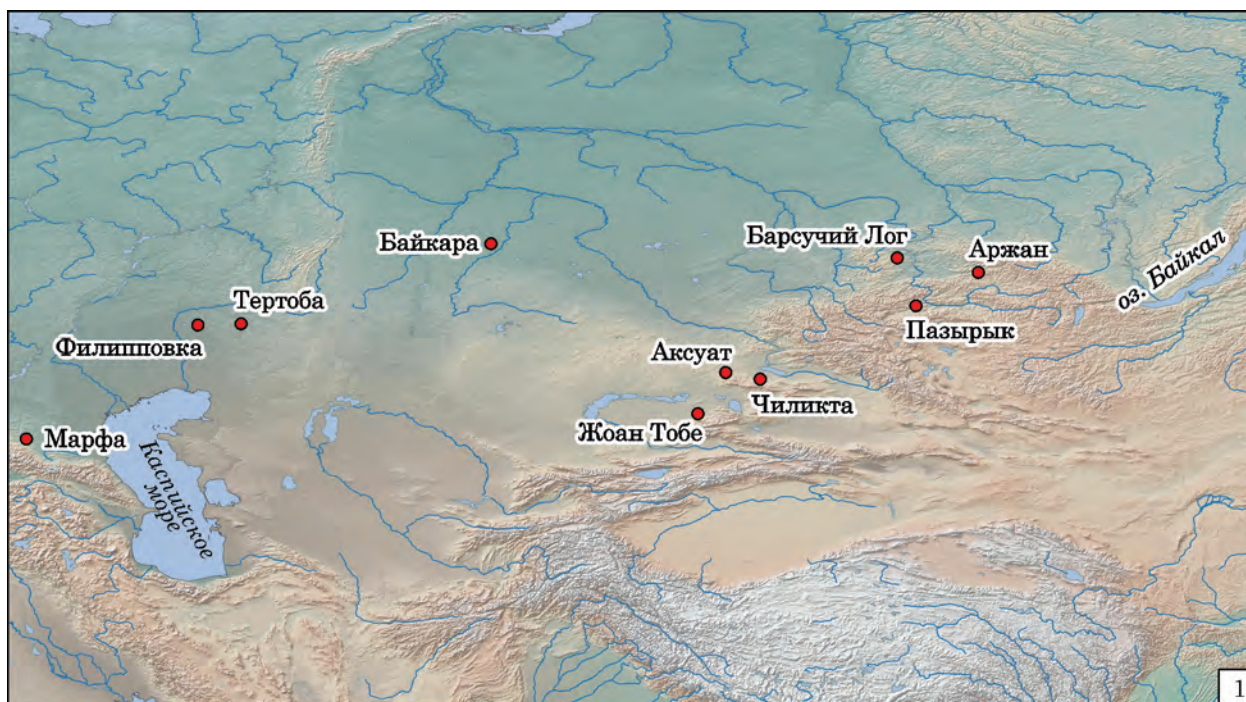 Байкара
Барсучий Лог
Аржан
оз. Байкал
Тертоба
Филипповка
Пазырык
Аксуат
Чиликта
Жоан Тобе
Марфа
Каспийское
море
1